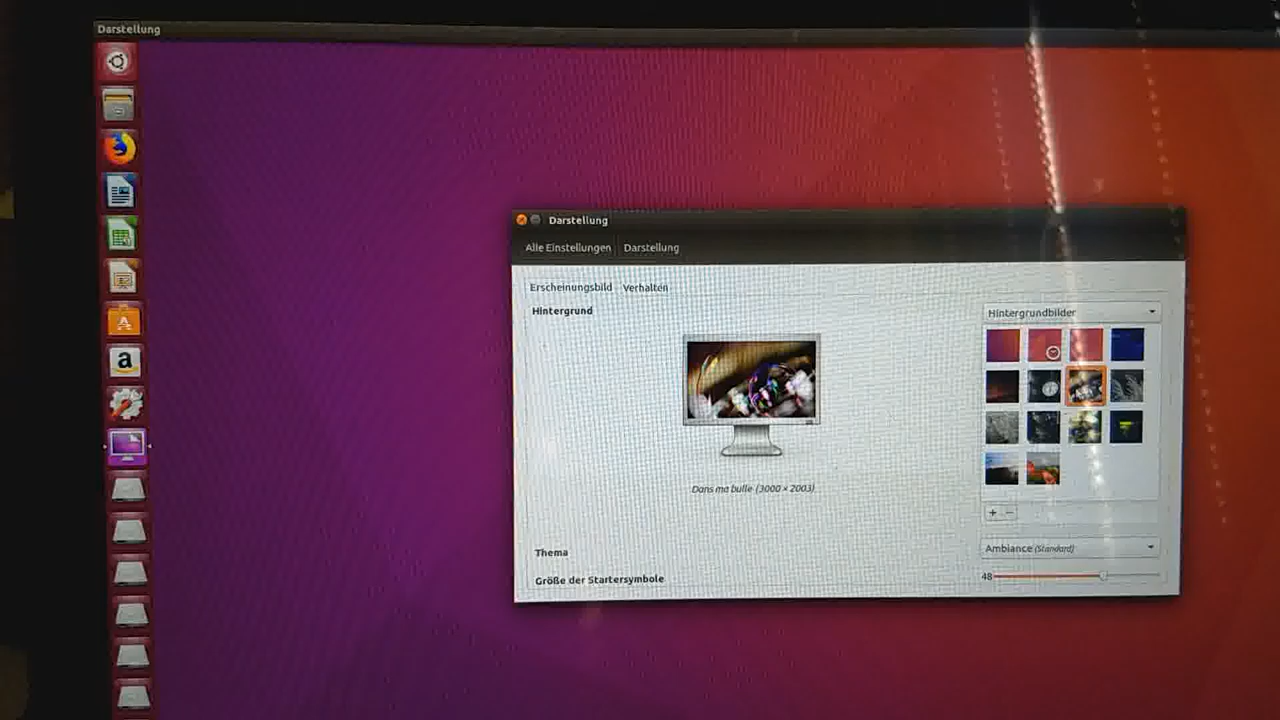 Darstellung
Darstellung
Alle Einstellungen Darstellung
Erscheinungsbild Verhalten
Hintergrund
Hintergrundbilder
Dans ma bulle (3000 × 2003)
+ −
Thema
Ambiance (Standard)
Größe der Startersymbole
48
a